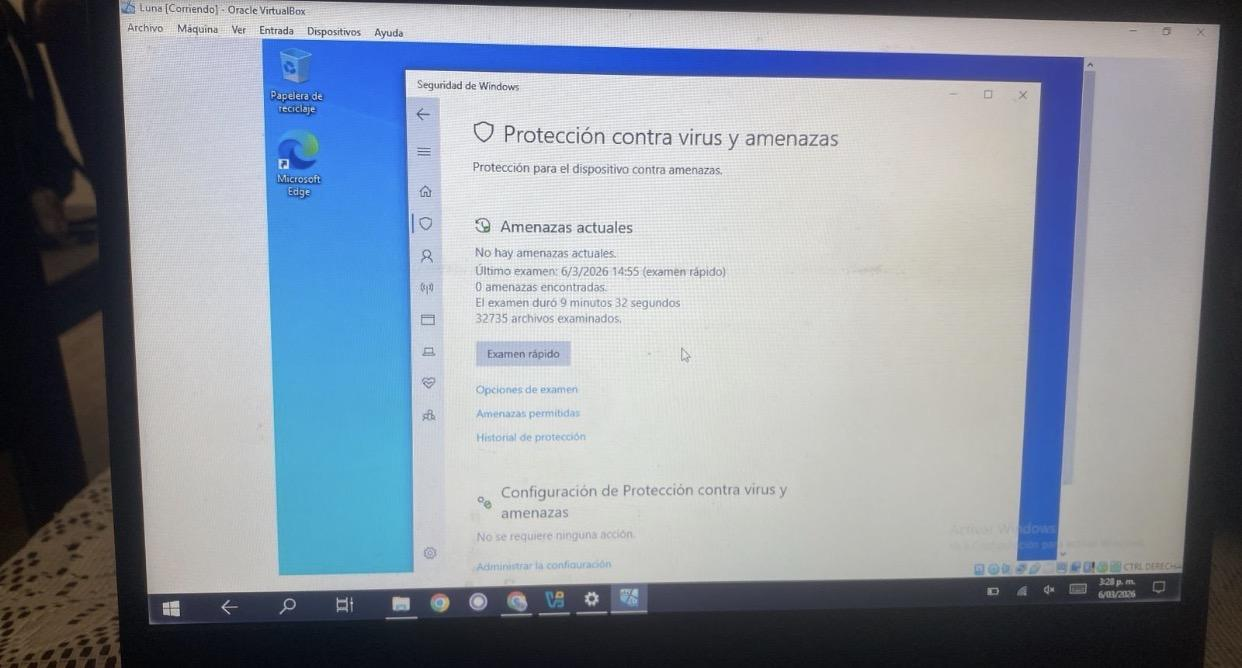 Luna [Corriendo] - Oracle VirtualBox
Archivo Máquina Ver Entrada Dispositivos Ayuda
Papelera de
reciclaje
Microsoft
Edge
Seguridad de Windows
Protección contra virus y amenazas
Protección para el dispositivo contra amenazas.
Amenazas actuales
No hay amenazas actuales.
Último examen: 6/3/2026 14:55 (examen rápido)
0 amenazas encontradas.
El examen duró 9 minutos 32 segundos
32735 archivos examinados.
Examen rápido
Opciones de examen
Amenazas permitidas
Historial de protección
Configuración de Protección contra virus y
amenazas
No se requiere ninguna acción.
Administrar la configuración
Activar Windows
CTRL DERECHA
3:28 p. m.
6/03/2026